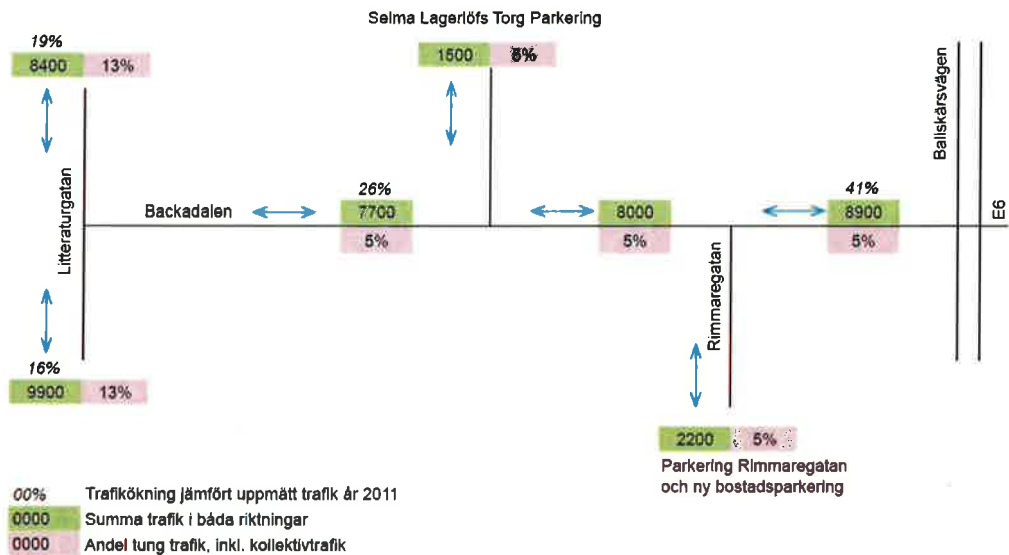 Selma Lagerlöfs Torg Parkering
19%
8400 13%
1500
Litteraturgatan
Backadalen
26%
7700
5%
8000
5%
41%
8900
5%
Ballskärsvägen
E6
Rimmaregatan
16%
9900 13%
2200 5%
Parkering Rimmaregatan
och ny bostadsparkering
00% Trafikökning jämfört uppmätt trafik år 2011
0000 Summa trafik i båda riktningar
0000 Andel tung trafik, inkl. kollektivtrafik